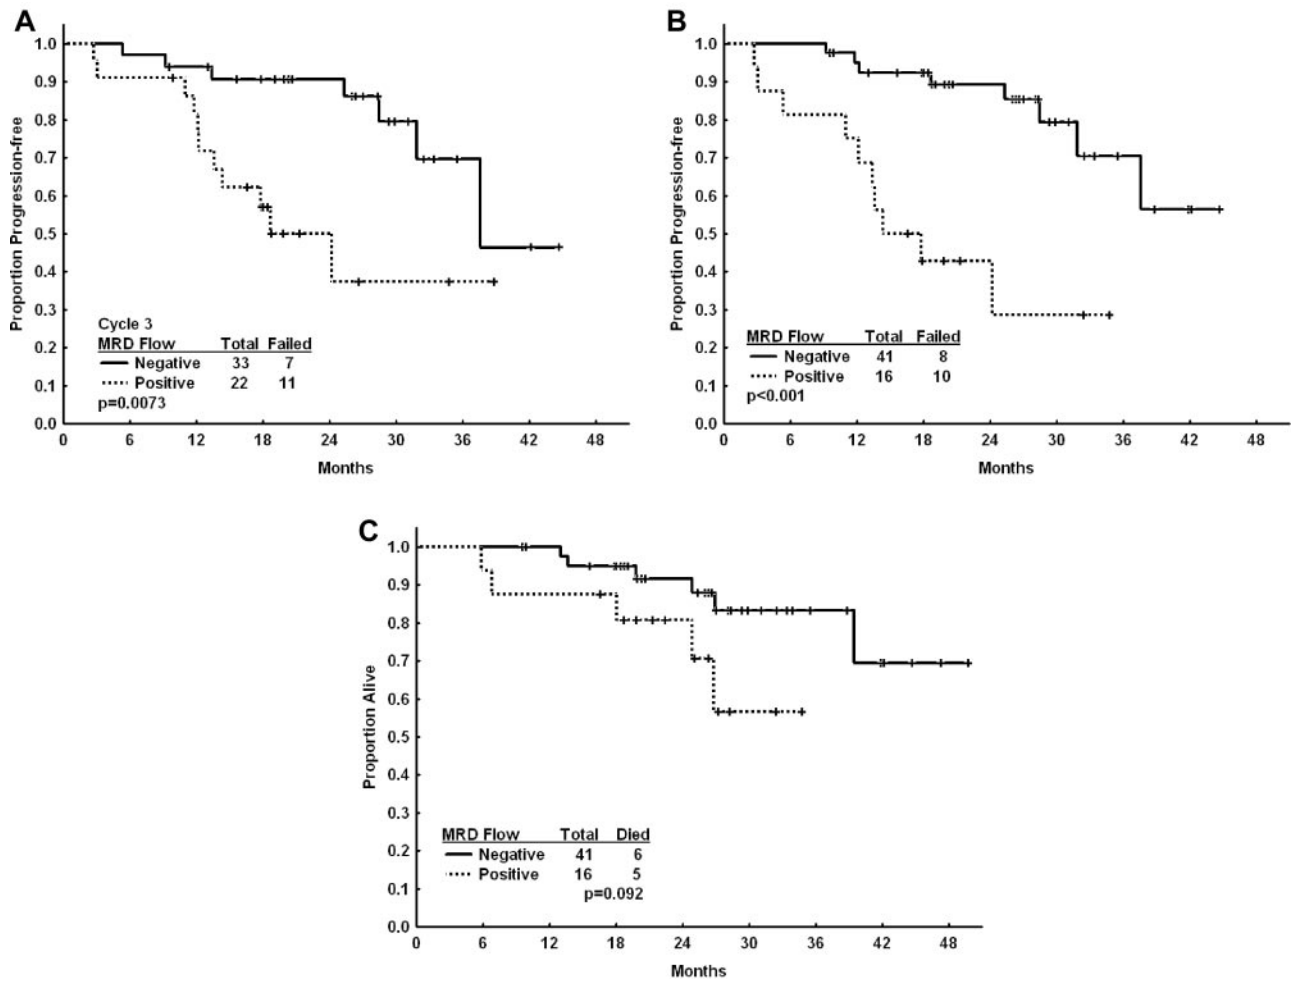 A
Proportion Progression-free
1.0
0.9
0.8
0.7
0.6
0.5
0.4
0.3
0.2
0.1
0.0
Cycle 3
MRD Flow Total Failed
Negative 33 7
Positive 22 11
p=0.0073
0 6 12 18 24 30 36 42 48
Months
B
Proportion Progression-free
1.0
0.9
0.8
0.7
0.6
0.5
0.4
0.3
0.2
0.1
0.0
MRD Flow Total Failed
Negative 41 8
Positive 16 10
p<0.001
0 6 12 18 24 30 36 42 48
Months
C
Proportion Alive
1.0
0.9
0.8
0.7
0.6
0.5
0.4
0.3
0.2
0.1
0.0
MRD Flow Total Died
Negative 41 6
Positive 16 5
p=0.092
0 6 12 18 24 30 36 42 48
Months